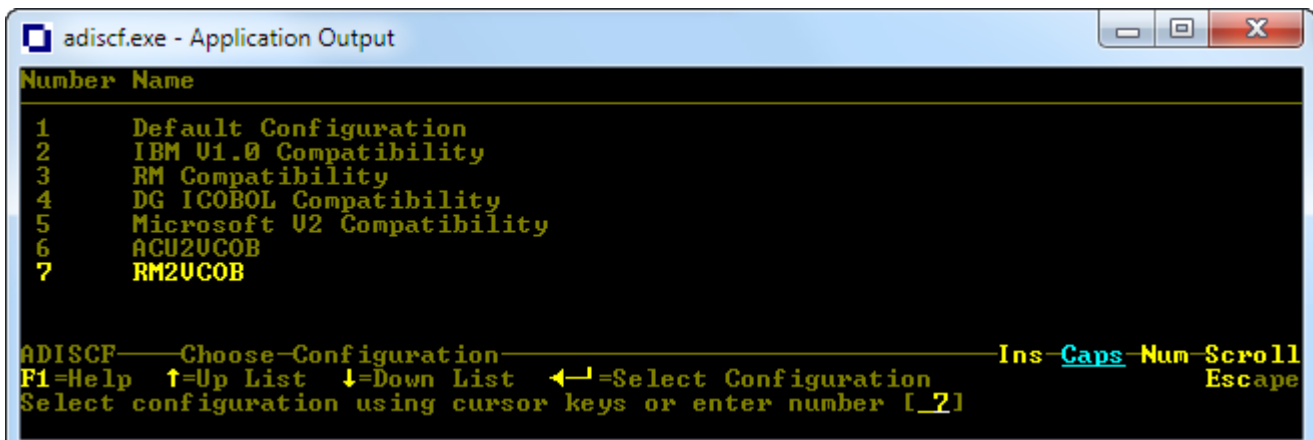 adiscf.exe - Application Output
Number Name
1 Default Configuration
2 IBM V1.0 Compatibility
3 RM Compatibility
4 DG ICOBOL Compatibility
5 Microsoft V2 Compatibility
6 ACU2VCOB
7 RM2VCOB
ADISCF——Choose—Configuration——Ins—Caps—Num—Scroll
F1=Help ↑=Up List ↓=Down List ◄┘=Select Configuration Escape
Select configuration using cursor keys or enter number [ 7]